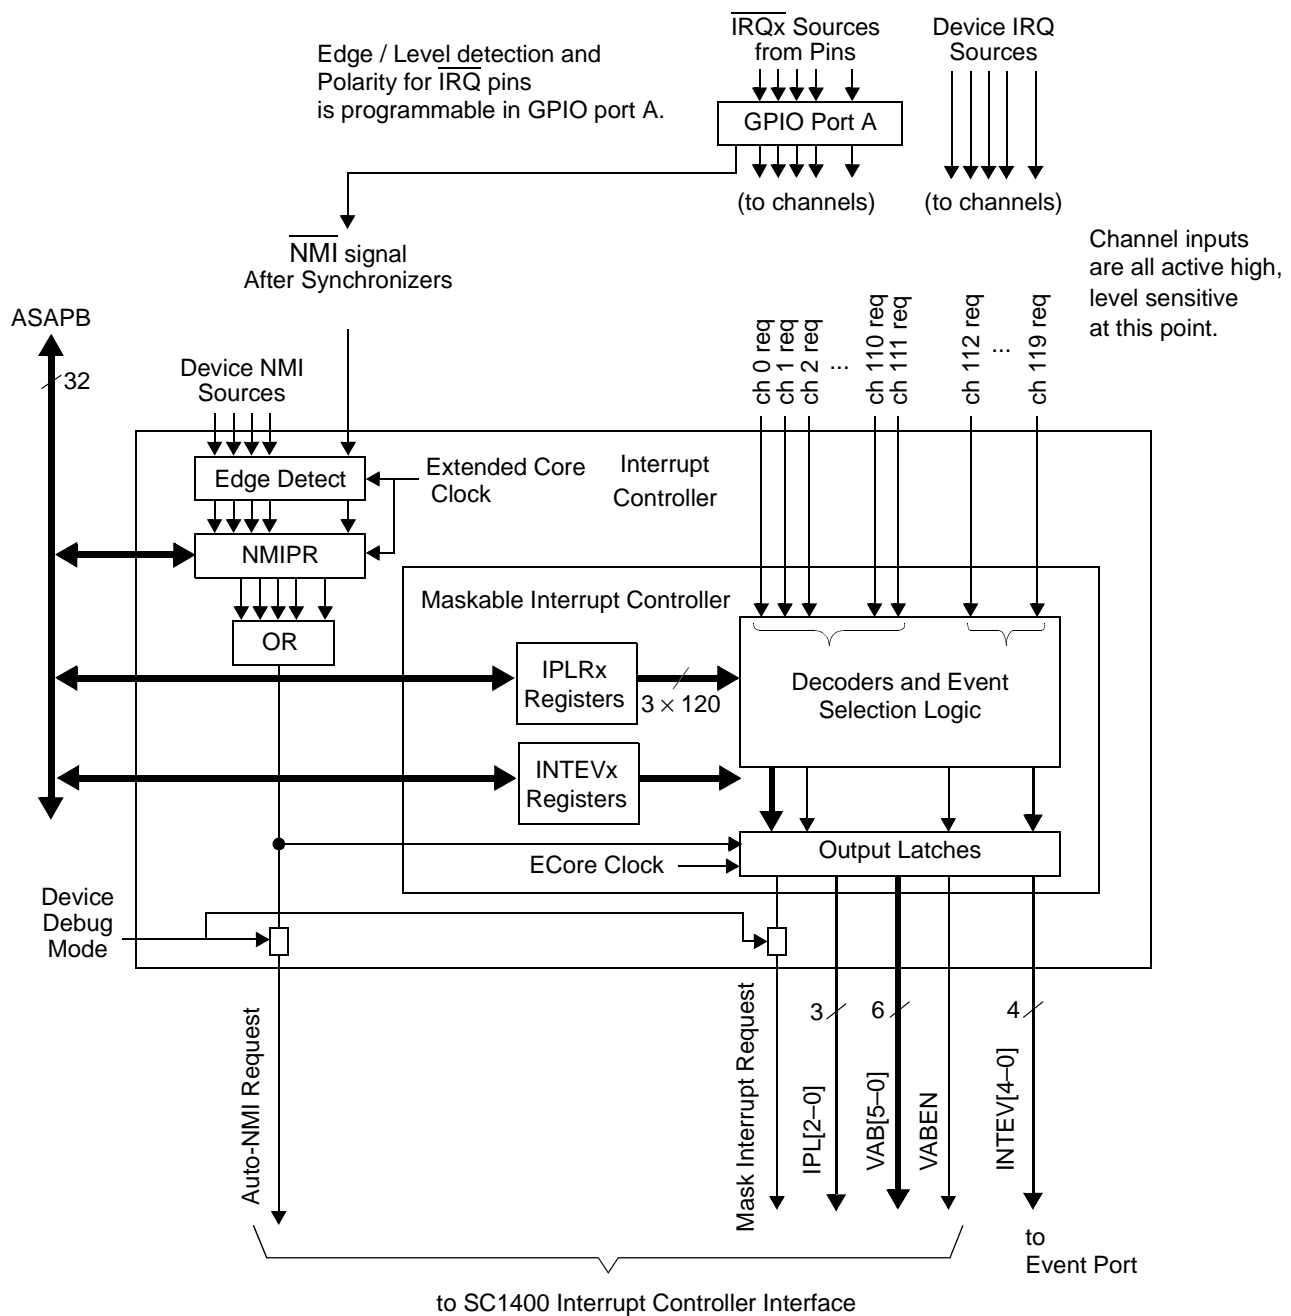 IRQx Sources
from Pins
Device IRQ
Sources
Edge / Level detection and
Polarity for IRQ pins
is programmable in GPIO port A.
GPIO Port A
(to channels)
(to channels)
NMI signal
After Synchronizers
Channel inputs
are all active high,
level sensitive
at this point.
ASAPB
32
Device NMI
Sources
ch 0 req
ch 1 req
ch 2 req
...
ch 110 req
ch 111 req
ch 112 req
...
ch 119 req
Edge Detect
Extended Core
Clock
Interrupt
Controller
NMIPR
OR
Maskable Interrupt Controller
IPLRx
Registers
3 × 120
Decoders and Event
Selection Logic
INTEVx
Registers
Output Latches
ECore Clock
Device
Debug
Mode
Auto-NMI Request
Mask Interrupt Request
3
IPL[2–0]
6
VAB[5–0]
VABEN
4
INTEV[4–0]
to
Event Port
to SC1400 Interrupt Controller Interface